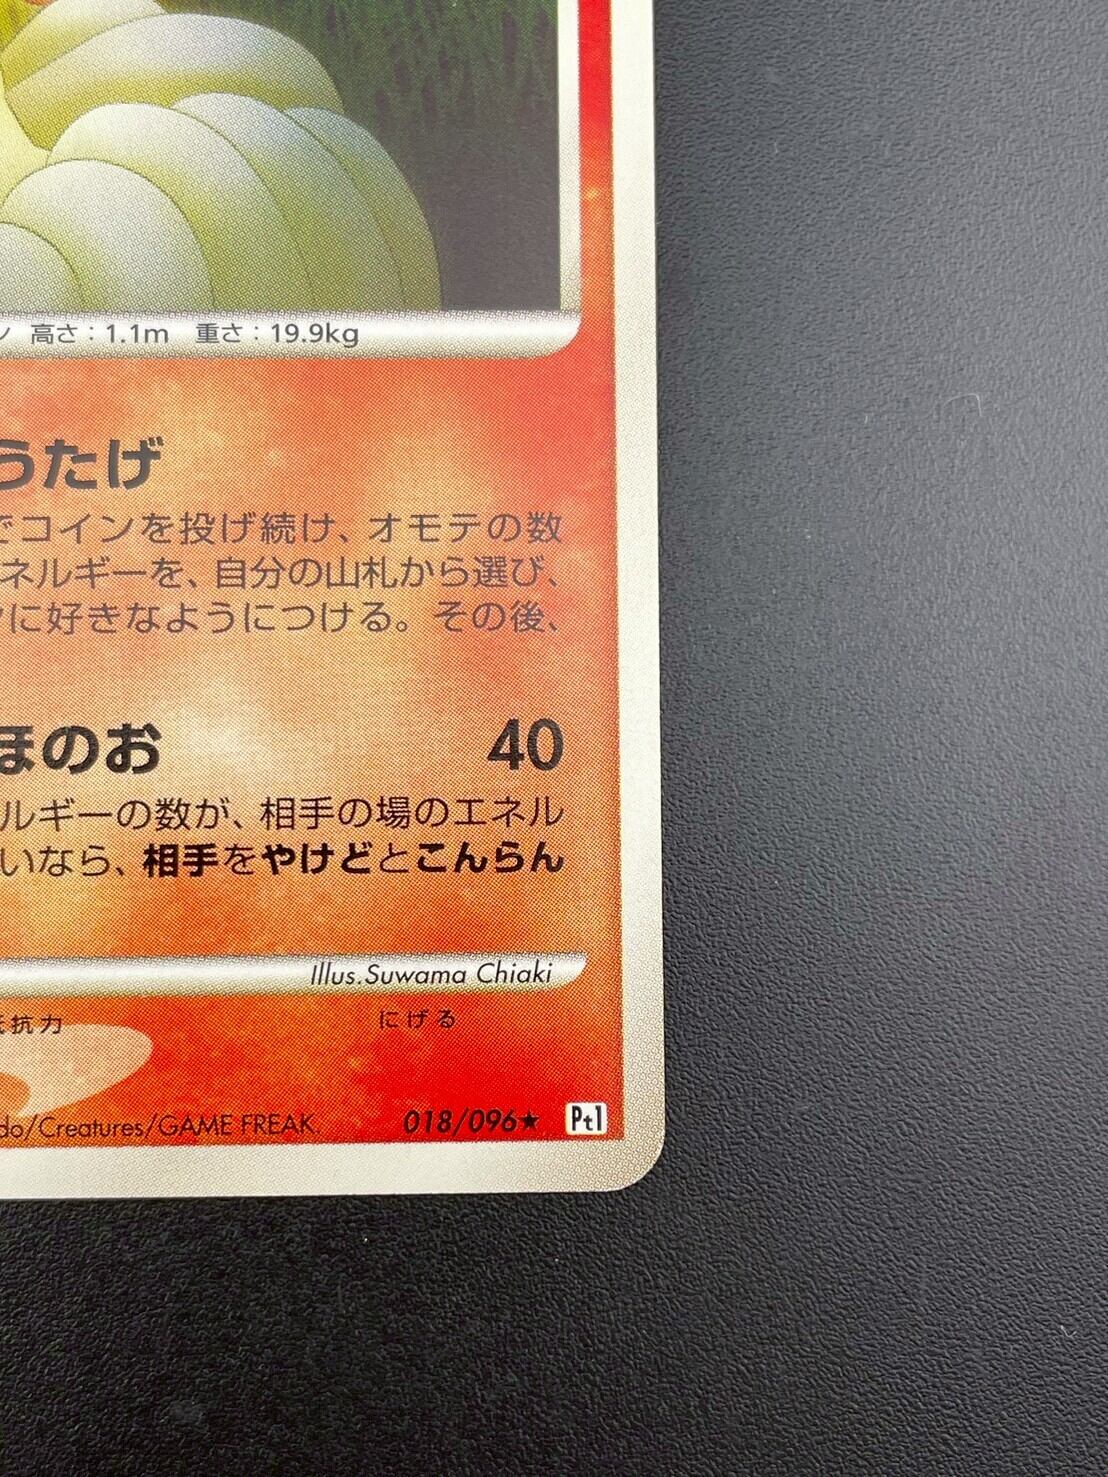 高さ：1.1m 重さ：19.9kg
うたげ
でコインを投げ続け、オモテの数
ネルギーを、自分の山札から選び、
に好きなようにつける。その後、
ほのお 40
ルギーの数が、相手の場のエネル
いなら、相手をやけどとこんらん
Illus.Suwama Chiaki
抗力 にげる
do/Creatures/GAME FREAK. 018/096★ Pt1